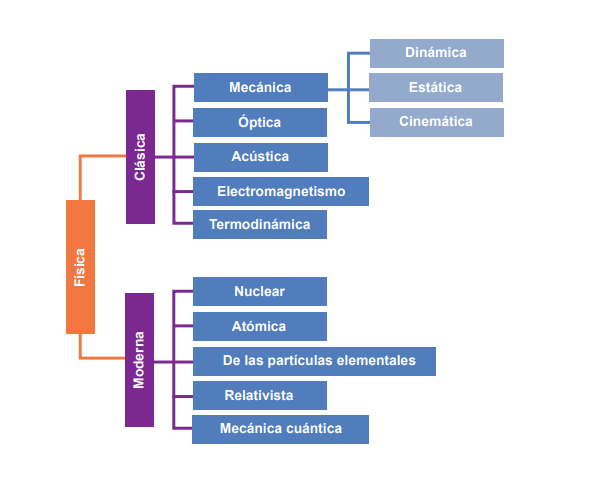 Física
Clásica
Mecánica
Dinámica
Estática
Cinemática
Óptica
Acústica
Electromagnetismo
Termodinámica
Moderna
Nuclear
Atómica
De las partículas elementales
Relativista
Mecánica cuántica